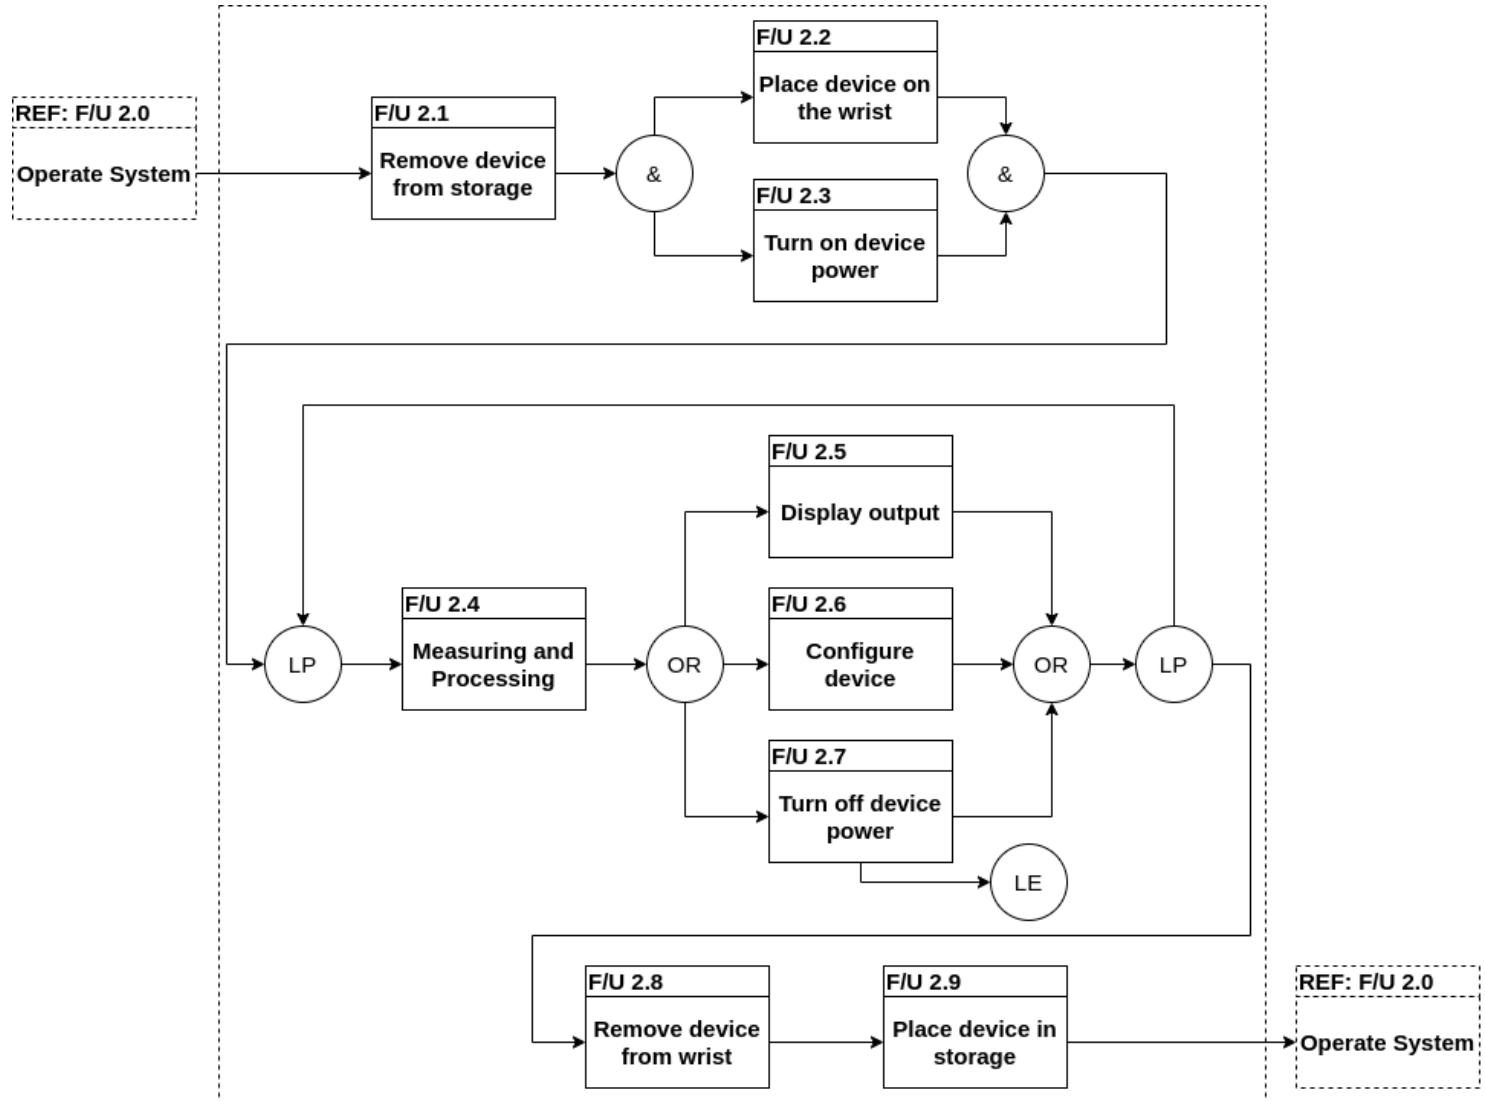 REF: F/U 2.0
Operate System
F/U 2.1
Remove device
from storage
&
F/U 2.2
Place device on
the wrist
F/U 2.3
Turn on device
power
&
LP
F/U 2.4
Measuring and
Processing
OR
F/U 2.5
Display output
F/U 2.6
Configure
device
F/U 2.7
Turn off device
power
LE
OR
LP
F/U 2.8
Remove device
from wrist
F/U 2.9
Place device in
storage
REF: F/U 2.0
Operate System